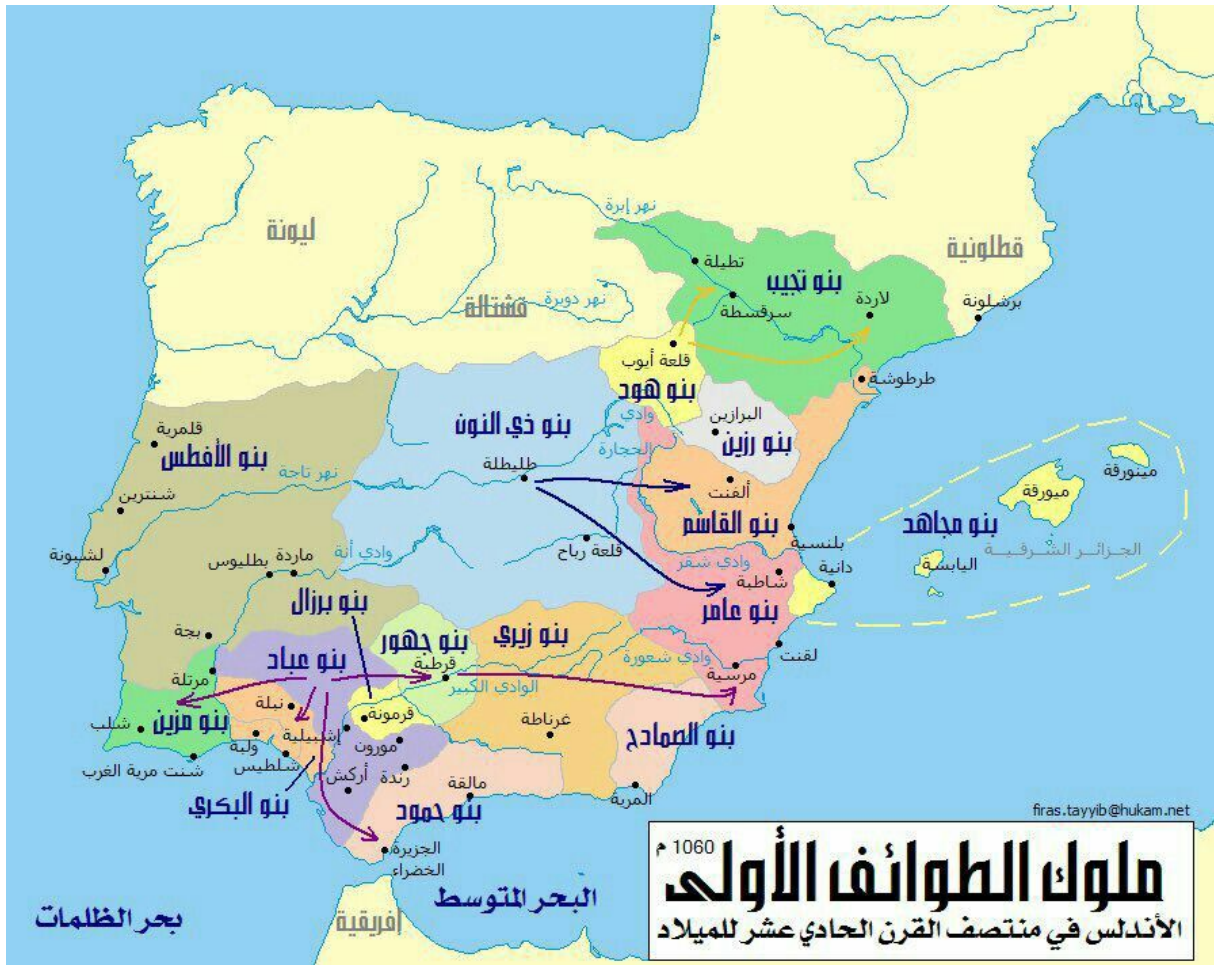 نهر إبرة
ليونة
قطلونية
تطيلة
بنو تجيب
لاردة
سرقسطة
برشلونة
نهر دويرة
قشتالة
قلعة أيوب
طرطوشة
بنو هود
البرازين
وادي
الحجارة
بنو رزين
بنو ذي النون
قلمرية
بنو الأفطس
طليطلة
نهر تاجة
شنترين
ألفنت
بنو القاسم
مينورقة
ميورقة
بنو مجاهد
الجزائر الشرقية
اليابسة
بلنسية
دانية
لشبونة
ماردة
بطليوس
وادي أنة
قلعة رباح
وادي شقر
شاطبة
بنو عامر
بنو برزال
بجة
بنو عباد
بنو جهور
بنو زيري
قرطبة
وادي شعورة
لقنت
مرسية
الوادي الكبير
مرتلة
نبلة
قرمونة
بنو مزين
شلب
ولبة
إشبيلية
مورون
غرناطة
بنو الصمادح
شلطيس
شنت مرية الغرب
أركش
رندة
مالقة
المرية
بنو البكري
بنو حمود
الجزيرة
الخضراء
firas.tayyib@hukam.net
ملوك الطوائف الأولى
1060 م
الأندلس في منتصف القرن الحادي عشر للميلاد
البحر المتوسط
أفريقية
بحر الظلمات